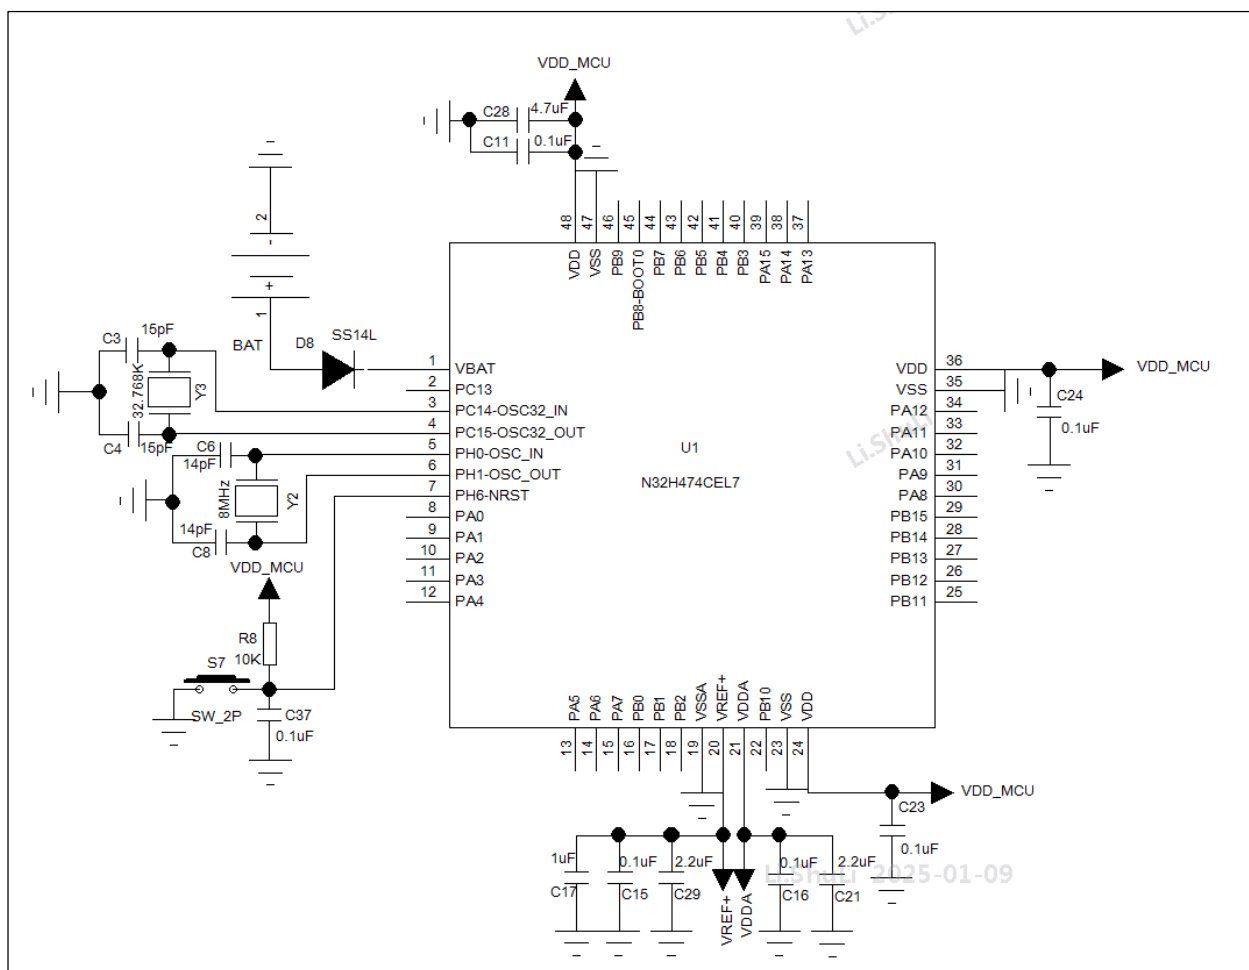 Li.ShuLi
VDD_MCU
C28
4.7uF
C11
0.1uF
2
-
+
1
BAT
D8
SS14L
48
47
46
45
44
43
42
41
40
39
38
37
VDD
VSS
PB9
PB8-BOOT0
PB7
PB6
PB5
PB4
PB3
PA15
PA14
PA13
C3
15pF
32.768K
Y3
C4
15pF
C6
14pF
8MHz
Y2
14pF
C8
1 VBAT
2 PC13
3 PC14-OSC32_IN
4 PC15-OSC32_OUT
5 PH0-OSC_IN
6 PH1-OSC_OUT
7 PH6-NRST
8 PA0
9 PA1
10 PA2
11 PA3
12 PA4
U1
N32H474CEL7
Li.ShuLi
VDD 36
VSS 35
PA12 34
PA11 33
PA10 32
PA9 31
PA8 30
PB15 29
PB14 28
PB13 27
PB12 26
PB11 25
VDD_MCU
C24
0.1uF
VDD_MCU
R8
10K
S7
SW_2P
C37
0.1uF
PA5
PA6
PA7
PB0
PB1
PB2
VSSA
VREF+
VDDA
PB10
VSS
VDD
13
14
15
16
17
18
19
20
21
22
23
24
VDD_MCU
C23
0.1uF
1uF
C17
0.1uF
C15
2.2uF
C29
VREF+
VDDA
0.1uF
C16
2.2uF
C21
Li.ShuLi 2025-01-09